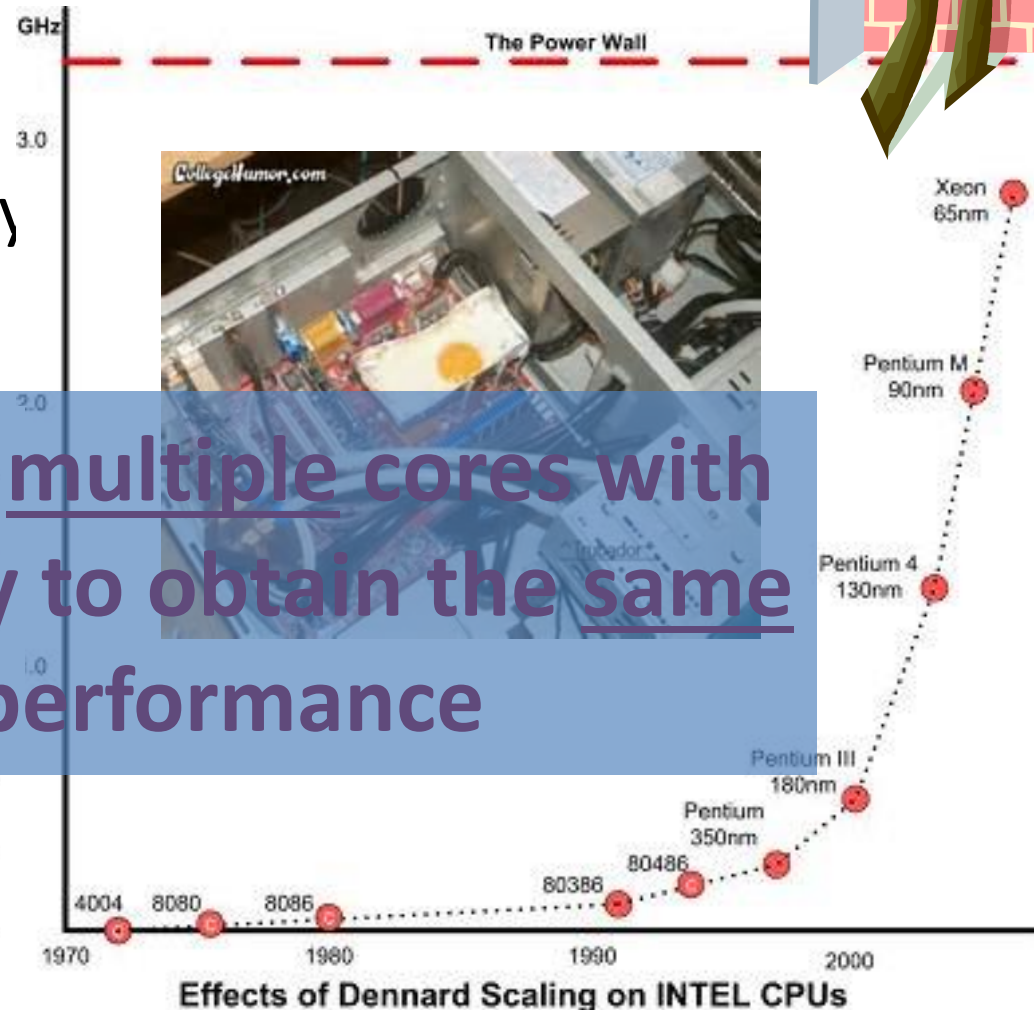 GHz
The Power Wall
3.0
CollegeHumor.com
Xeon
65nm
y
Pentium M
90nm
2.0
multiple cores with
Pentium 4
130nm
y to obtain the same
1.0
performance
Pentium III
180nm
Pentium
350nm
80486
80386
4004 8080 8086
1970 1980 1990 2000
Effects of Dennard Scaling on INTEL CPUs